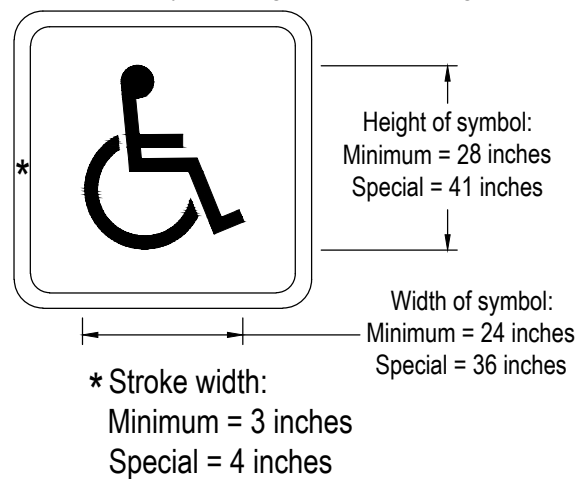 Height of symbol:
Minimum = 28 inches
Special = 41 inches
*
Width of symbol:
Minimum = 24 inches
Special = 36 inches
* Stroke width:
Minimum = 3 inches
Special = 4 inches